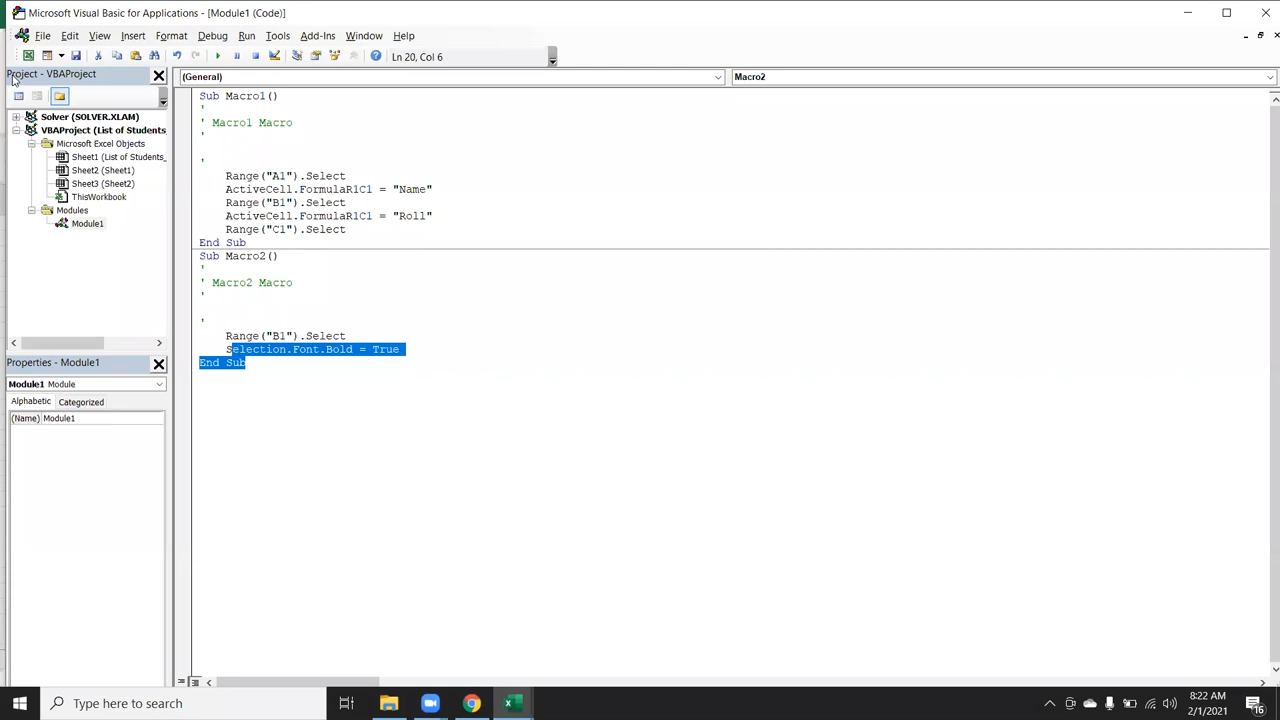 Microsoft Visual Basic for Applications - [Module1 (Code)]
File Edit View Insert Format Debug Run Tools Add-Ins Window Help
Ln 20, Col 6
Project - VBAProject
(General)
Macro2
Solver (SOLVER.XLAM)
VBAProject (List of Students_
Microsoft Excel Objects
Sheet1 (List of Students_
Sheet2 (Sheet1)
Sheet3 (Sheet2)
ThisWorkbook
Modules
Module1
Properties - Module1
Module1 Module
Alphabetic Categorized
(Name) Module1
Sub Macro1()
'
' Macro1 Macro
'
'
Range("A1").Select
ActiveCell.FormulaR1C1 = "Name"
Range("B1").Select
ActiveCell.FormulaR1C1 = "Roll"
Range("C1").Select
End Sub
Sub Macro2()
'
' Macro2 Macro
'
'
Range("B1").Select
Selection.Font.Bold = True
End Sub
Type here to search
8:22 AM
2/1/2021
16